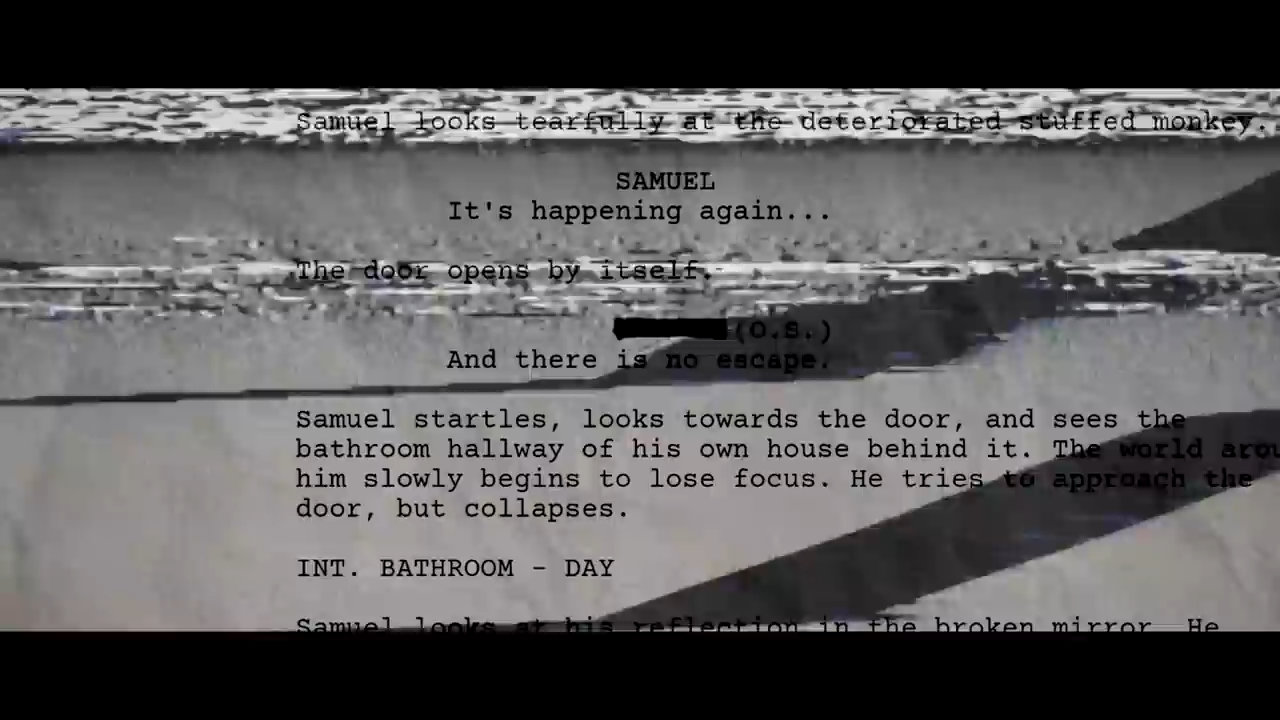 Samuel looks tearfully at the deteriorated stuffed monkey.
SAMUEL
It's happening again...
The door opens by itself.
(O.S.)
And there is no escape.
Samuel startles, looks towards the door, and sees the
bathroom hallway of his own house behind it. The world
him slowly begins to lose focus. He tries to approach the
door, but collapses.
INT. BATHROOM - DAY
Samuel looks at his reflection in the broken mirror. He